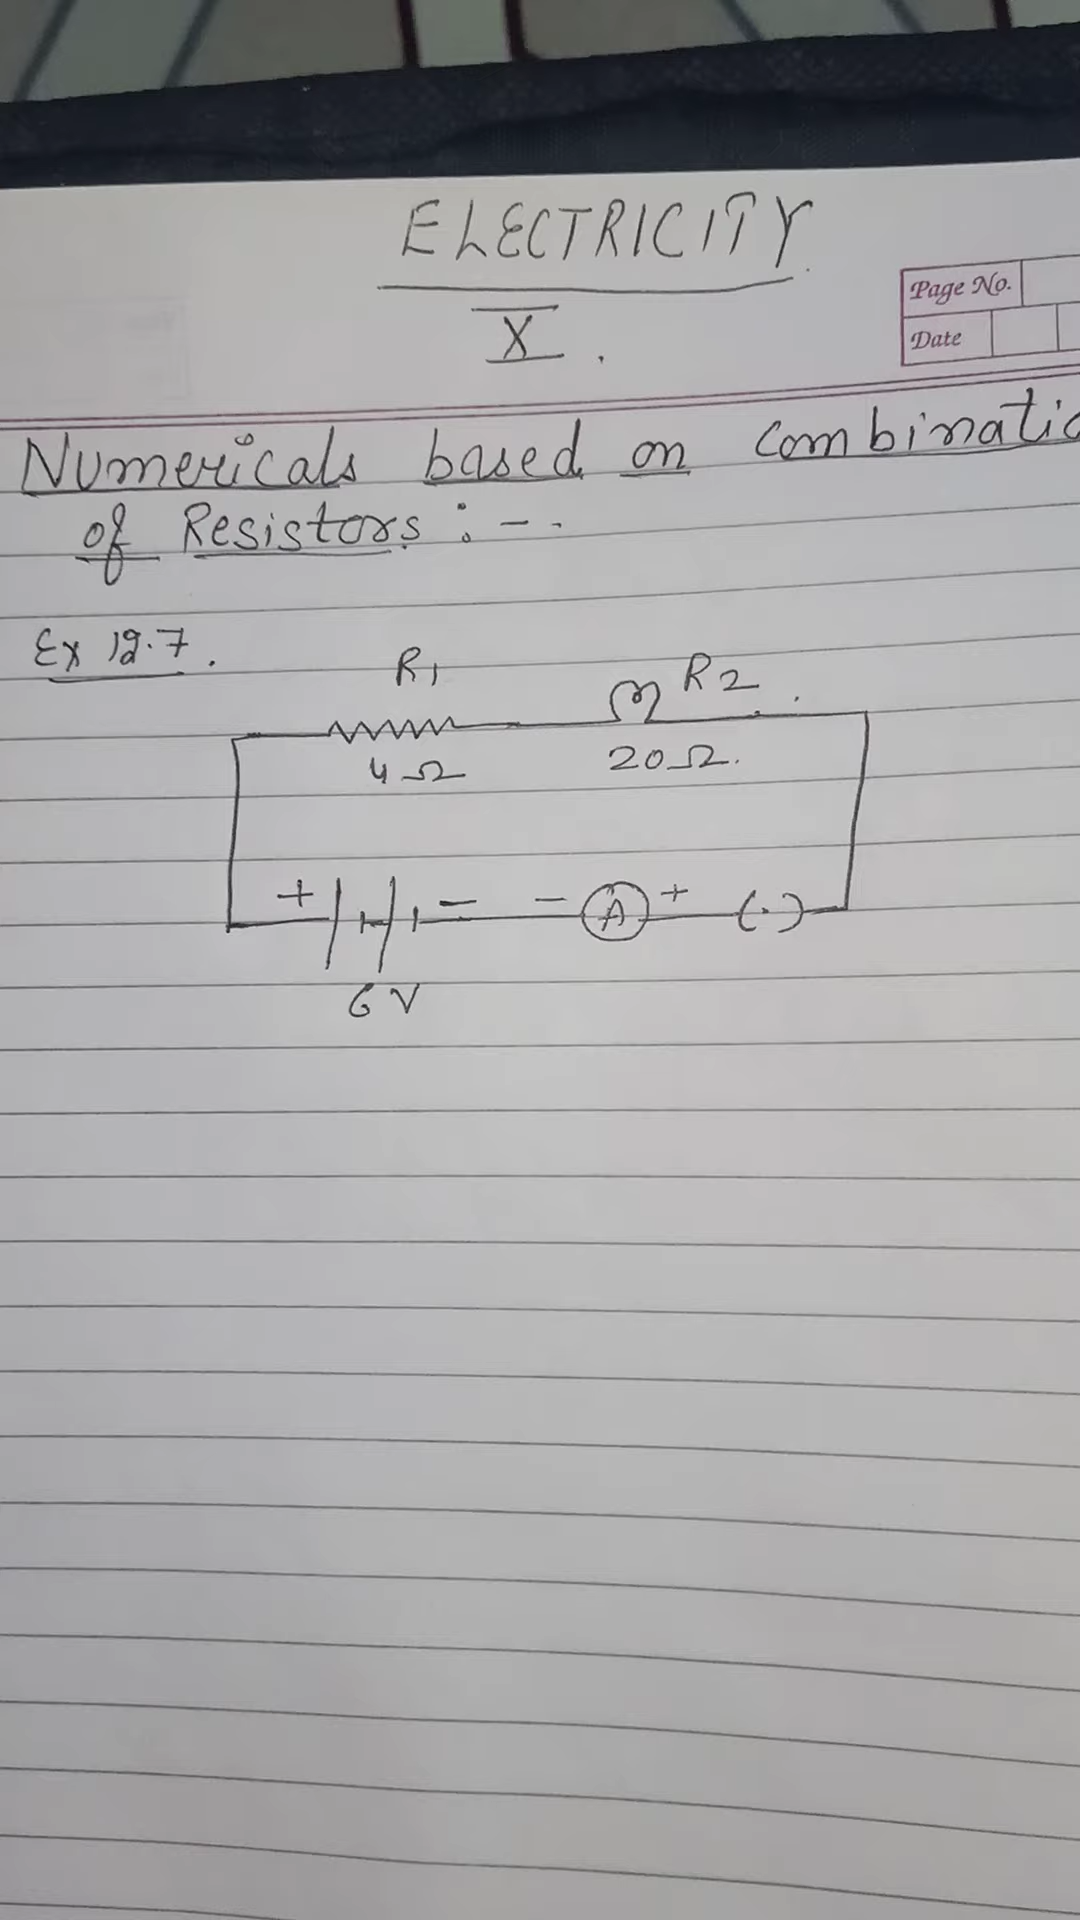 ELECTRICITY
X.
Page No.
Date
Numericals based on Combinatio
of Resistors :--
Ex 12.7.
R1
R2
4Ω
20Ω.
+ - - A + (.)
6V